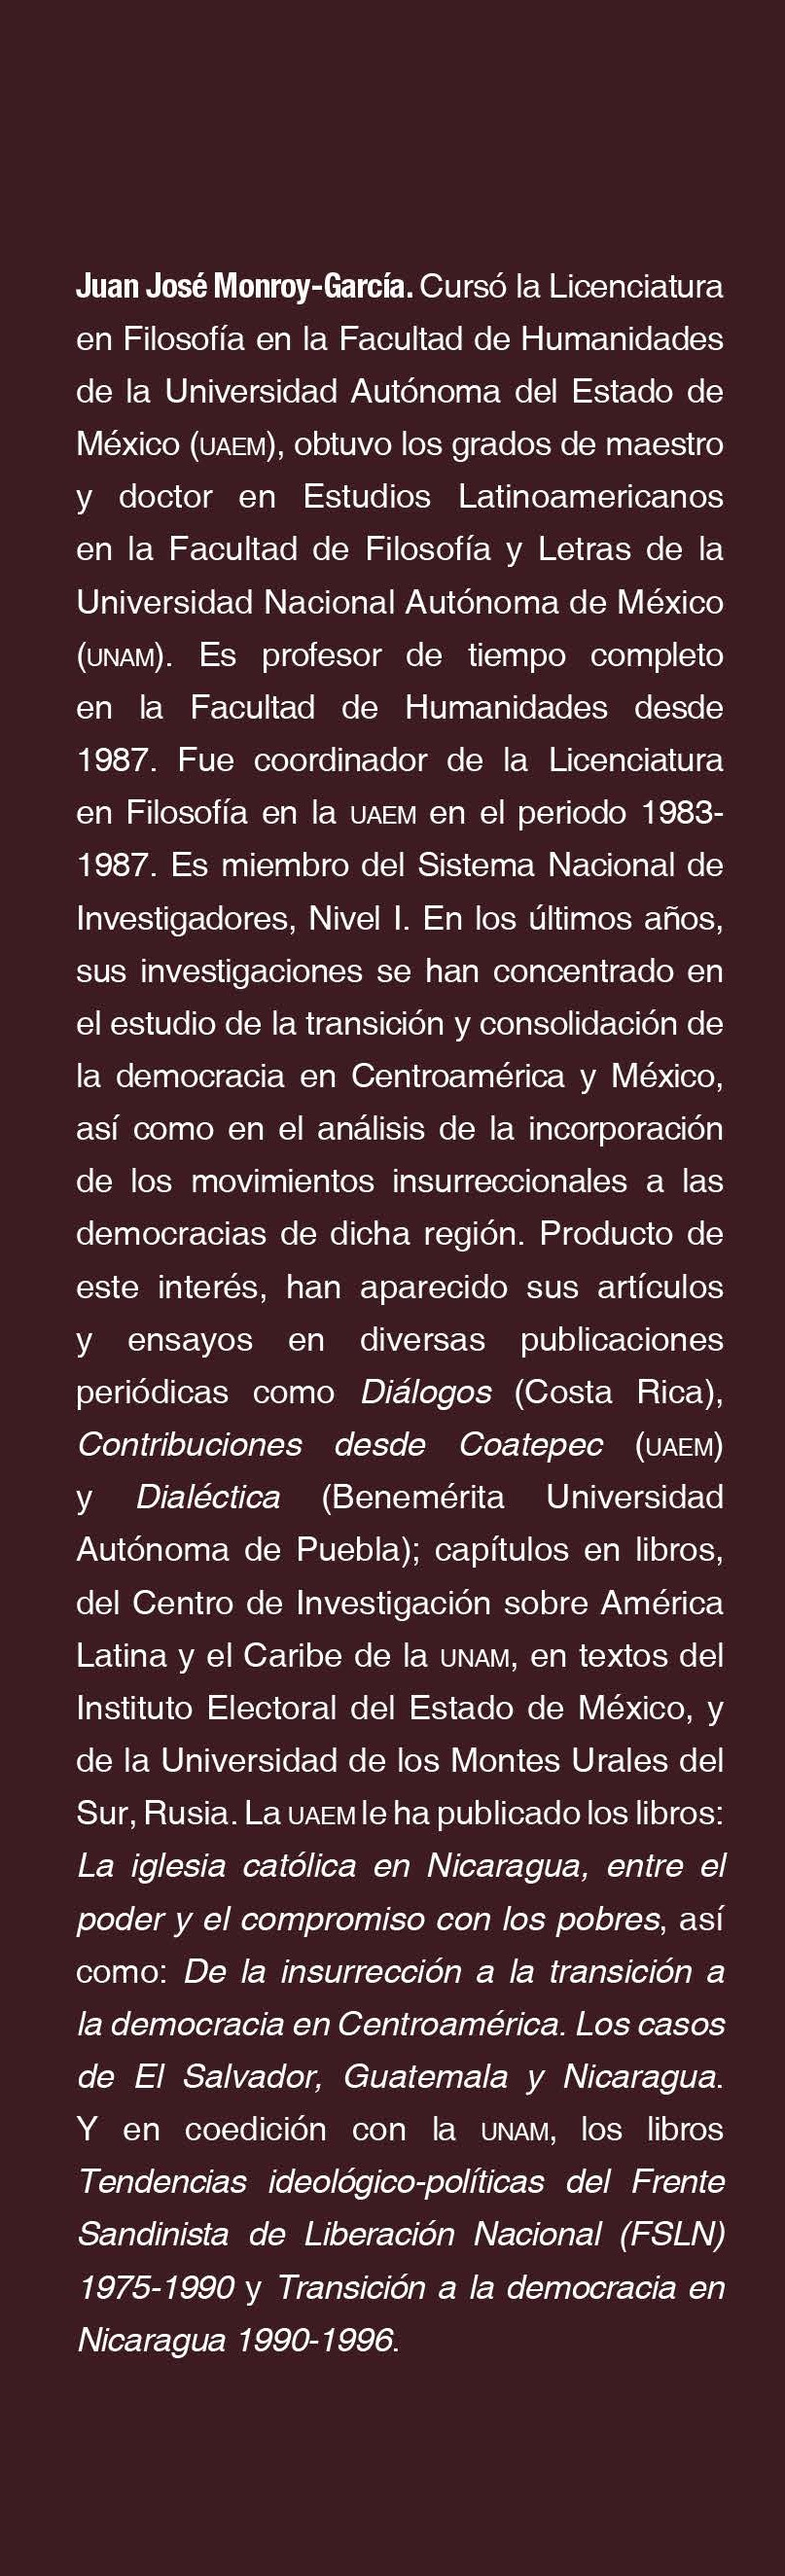 Juan José Monroy-García. Cursó la Licenciatura
en Filosofía en la Facultad de Humanidades
de la Universidad Autónoma del Estado de
México (UAEM), obtuvo los grados de maestro
y doctor en Estudios Latinoamericanos
en la Facultad de Filosofía y Letras de la
Universidad Nacional Autónoma de México
(UNAM). Es profesor de tiempo completo
en la Facultad de Humanidades desde
1987. Fue coordinador de la Licenciatura
en Filosofía en la UAEM en el periodo 1983-
1987. Es miembro del Sistema Nacional de
Investigadores, Nivel I. En los últimos años,
sus investigaciones se han concentrado en
el estudio de la transición y consolidación de
la democracia en Centroamérica y México,
así como en el análisis de la incorporación
de los movimientos insurreccionales a las
democracias de dicha región. Producto de
este interés, han aparecido sus artículos
y ensayos en diversas publicaciones
periódicas como Diálogos (Costa Rica),
Contribuciones desde Coatepec (UAEM)
y Dialéctica (Benemérita Universidad
Autónoma de Puebla); capítulos en libros,
del Centro de Investigación sobre América
Latina y el Caribe de la UNAM, en textos del
Instituto Electoral del Estado de México, y
de la Universidad de los Montes Urales del
Sur, Rusia. La UAEM le ha publicado los libros:
La iglesia católica en Nicaragua, entre el
poder y el compromiso con los pobres, así
como: De la insurrección a la transición a
la democracia en Centroamérica. Los casos
de El Salvador, Guatemala y Nicaragua.
Y en coedición con la UNAM, los libros
Tendencias ideológico-políticas del Frente
Sandinista de Liberación Nacional (FSLN)
1975-1990 y Transición a la democracia en
Nicaragua 1990-1996.